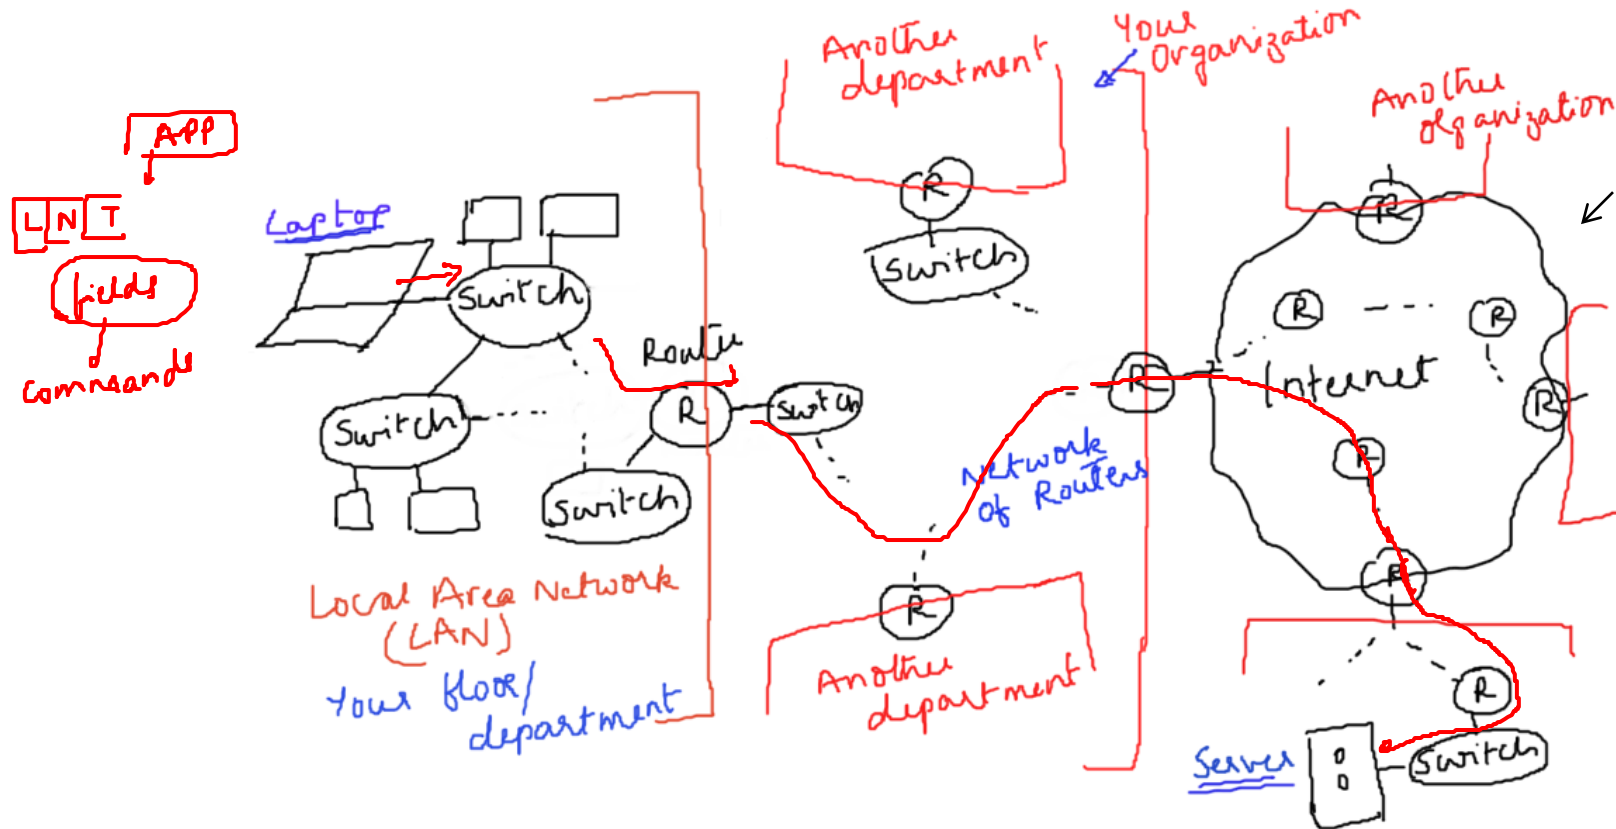 APP
L N T
fields
Commands
Laptop
Switch
Switch
Switch
Router
R
Switch
Local Area Network
(LAN)
Your floor/
department
Another
department
R
Switch
Network
of Routers
R
Another
department
Your
Organization
R
Another
organization
R
R
R
Internet
R
R
R
R
Switch
Server